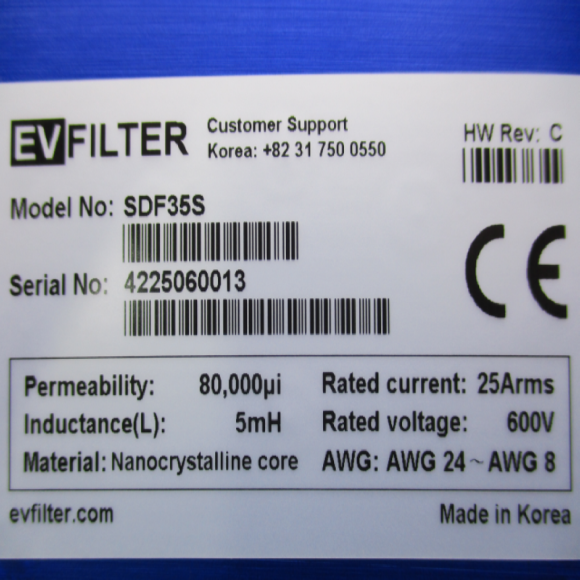 EVFILTER
Customer Support
Korea: +82 31 750 0550
HW Rev: C
Model No: SDF35S
Serial No: 4225060013
CE
Permeability: 80,000µi
Rated current: 25Arms
Inductance(L): 5mH
Rated voltage: 600V
Material: Nanocrystalline core
AWG: AWG 24 ~ AWG 8
evfilter.com
Made in Korea